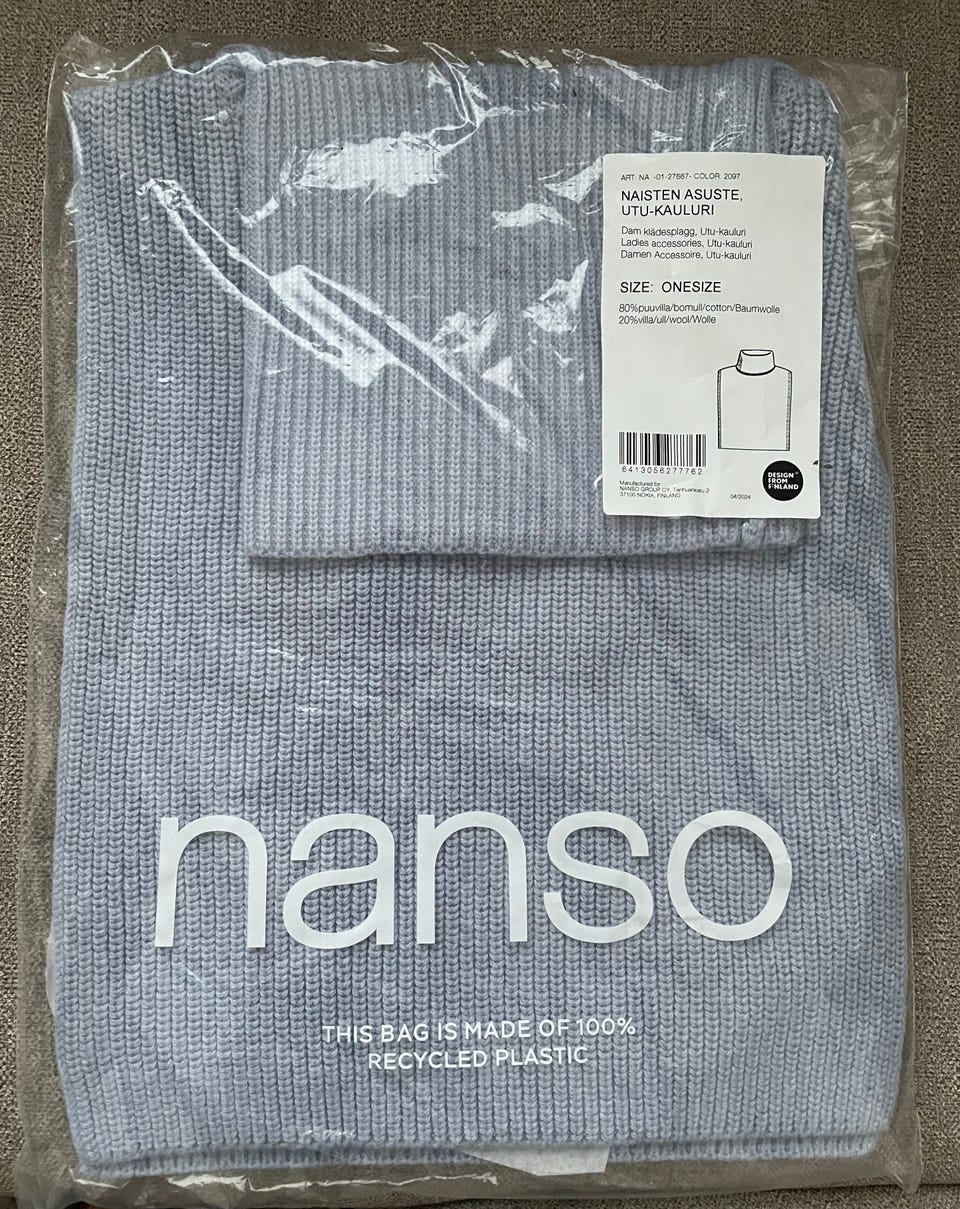 ART: NA -01-27667- COLOR: 2097
NAISTEN ASUSTE,
UTU-KAULURI
Dam klädesplagg, Utu-kauluri
Ladies accessories, Utu-kauluri
Damen Accessoire, Utu-kauluri
SIZE: ONESIZE
80%puuvilla/bomull/cotton/Baumwolle
20%villa/ull/wool/Wolle
6413056277762
Manufactured for
NANSO GROUP OY, Tanhuankatu 2
37100 NOKIA, FINLAND
04/2024
DESIGN
FROM
FINLAND
nanso
THIS BAG IS MADE OF 100%
RECYCLED PLASTIC